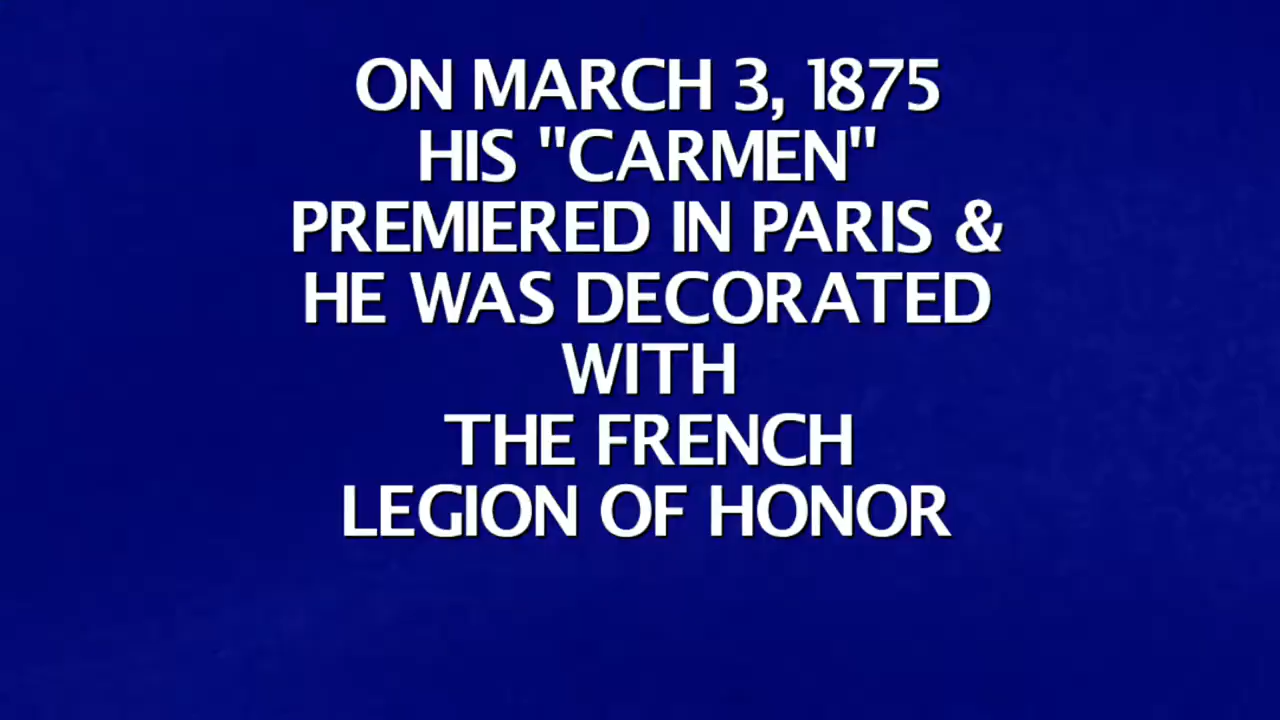 ON MARCH 3, 1875
HIS "CARMEN"
PREMIERED IN PARIS &
HE WAS DECORATED
WITH
THE FRENCH
LEGION OF HONOR